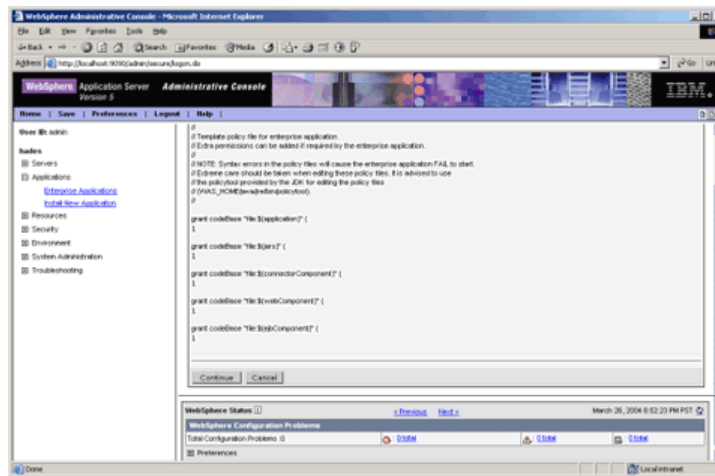 WebSphere Administrative Console - Microsoft Internet Explorer
File Edit View Favorites Tools Help
Back Search Favorites Media
Address http://localhost:9090/admin/secure/logon.do Go
WebSphere Application Server Administrative Console
Version 5
IBM.
Home | Save | Preferences | Logout | Help |
User ID: admin
hades
Servers
Applications
Enterprise Applications
Install New Application
Resources
Security
Environment
System Administration
Troubleshooting
//
// Template policy file for enterprise application.
// Extra permissions can be added if required by the enterprise application.
//
// NOTE: Syntax errors in the policy files will cause the enterprise application FAIL to start.
// Extreme care should be taken when editing these policy files. It is advised to use
// the policytool provided by the JDK for editing the policy files
// (WAS_HOME/java/jre/bin/policytool).
//
grant codeBase "file:${application}" {
};
grant codeBase "file:${jars}" {
};
grant codeBase "file:${connectorComponent}" {
};
grant codeBase "file:${webComponent}" {
};
grant codeBase "file:${ejbComponent}" {
};
Continue Cancel
WebSphere Status < Previous Next > March 26, 2004 6:52:23 PM PST
WebSphere Configuration Problems
Total Configuration Problems :0 : 0 total : 0 total : 0 total
Preferences
Done Local intranet